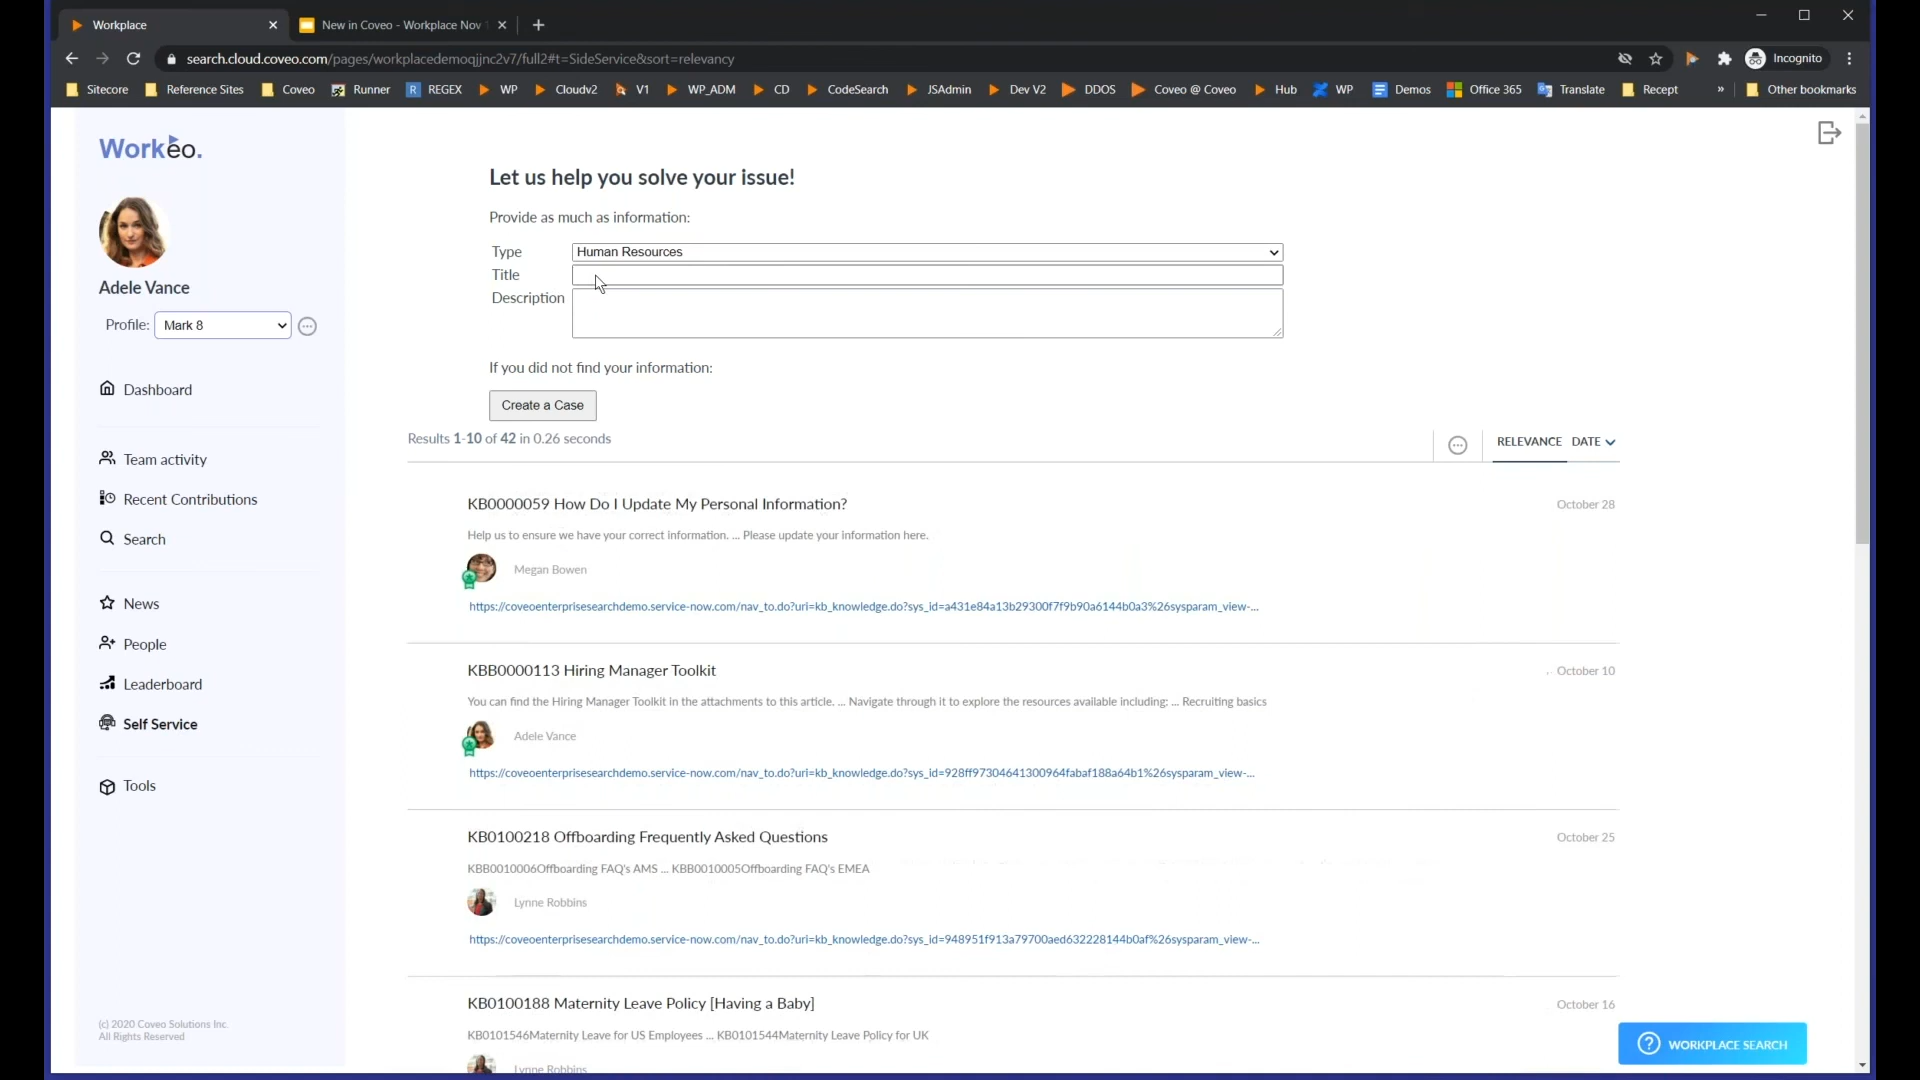 Workplace
New in Coveo - Workplace Nov
search.cloud.coveo.com/pages/workplacedemoqjjnc2v7/full2#t=SideService&sort=relevancy
Incognito
Sitecore
Reference Sites
Coveo
Runner
R REGEX
WP
Cloudv2
V1
WP_ADM
CD
CodeSearch
JSAdmin
Dev V2
DDOS
Coveo @ Coveo
Hub
WP
Demos
Office 365
Translate
Recept
»
Other bookmarks
Workeo.
Adele Vance
Profile: Mark 8
Dashboard
Team activity
Recent Contributions
Search
News
People
Leaderboard
Self Service
Tools
(c) 2020 Coveo Solutions Inc.
All Rights Reserved
Let us help you solve your issue!
Provide as much as information:
Type Human Resources
Title
Description
If you did not find your information:
Create a Case
Results 1-10 of 42 in 0.26 seconds
RELEVANCE DATE
KB0000059 How Do I Update My Personal Information?
October 28
Help us to ensure we have your correct information. ... Please update your information here.
Megan Bowen
https://coveoenterprisesearchdemo.service-now.com/nav_to.do?uri=kb_knowledge.do?sys_id=a431e84a13b29300f7f9b90a6144b0a3%26sysparam_view-...
KBB0000113 Hiring Manager Toolkit
October 10
You can find the Hiring Manager Toolkit in the attachments to this article. ... Navigate through it to explore the resources available including: ... Recruiting basics
Adele Vance
https://coveoenterprisesearchdemo.service-now.com/nav_to.do?uri=kb_knowledge.do?sys_id=928ff97304641300964fabaf188a64b1%26sysparam_view-...
KB0100218 Offboarding Frequently Asked Questions
October 25
KBB0010006Offboarding FAQ's AMS ... KBB0010005Offboarding FAQ's EMEA
Lynne Robbins
https://coveoenterprisesearchdemo.service-now.com/nav_to.do?uri=kb_knowledge.do?sys_id=948951f913a79700aed632228144b0af%26sysparam_view-...
KB0100188 Maternity Leave Policy [Having a Baby]
October 16
KB0101546Maternity Leave for US Employees ... KB0101544Maternity Leave Policy for UK
Lynne Robbins
WORKPLACE SEARCH